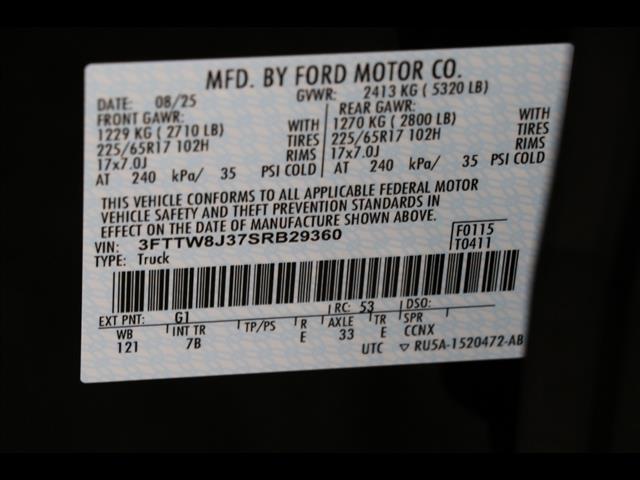 MFD. BY FORD MOTOR CO.
DATE: 08/25 GVWR: 2413 KG ( 5320 LB)
FRONT GAWR: REAR GAWR:
1229 KG ( 2710 LB) WITH 1270 KG ( 2800 LB) WITH
225/65R17 102H TIRES 225/65R17 102H TIRES
17x7.0J RIMS 17x7.0J RIMS
AT 240 kPa/ 35 PSI COLD AT 240 kPa/ 35 PSI COLD
THIS VEHICLE CONFORMS TO ALL APPLICABLE FEDERAL MOTOR
VEHICLE SAFETY AND THEFT PREVENTION STANDARDS IN
EFFECT ON THE DATE OF MANUFACTURE SHOWN ABOVE.
VIN: 3FTTW8J37SRB29360 F0115
TYPE: Truck T0411
EXT PNT: G1 RC: 53 DSO:
WB INT TR TP/PS R AXLE TR SPR
121 7B E 33 E CCNX
UTC ▽ RU5A-1520472-AB